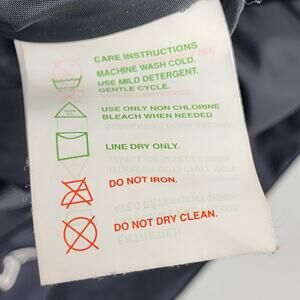 CARE INSTRUCTIONS
MACHINE WASH COLD.
USE MILD DETERGENT.
GENTLE CYCLE.
USE ONLY NON CHLORINE
BLEACH WHEN NEEDED
LINE DRY ONLY.
DO NOT IRON.
DO NOT DRY CLEAN.